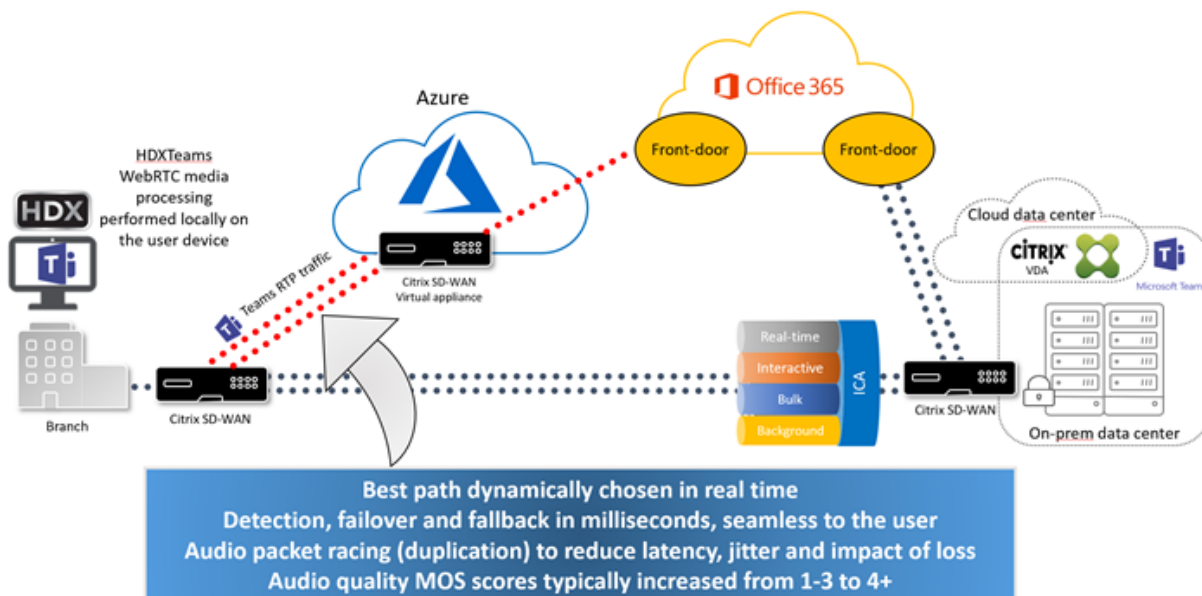 Azure
Office 365
Front-door
Front-door
HDXTeams
WebRTC media
processing
performed locally on
the user device
HDX
T
Teams RTP traffic
Citrix SD-WAN
Virtual appliance
Cloud data center
CİTRIX
VDA
T
Microsoft Team
Real-time
Interactive
Bulk
Background
ICA
Branch
Citrix SD-WAN
Citrix SD-WAN
On-prem data center
Best path dynamically chosen in real time
Detection, failover and fallback in milliseconds, seamless to the user
Audio packet racing (duplication) to reduce latency, jitter and impact of loss
Audio quality MOS scores typically increased from 1-3 to 4+